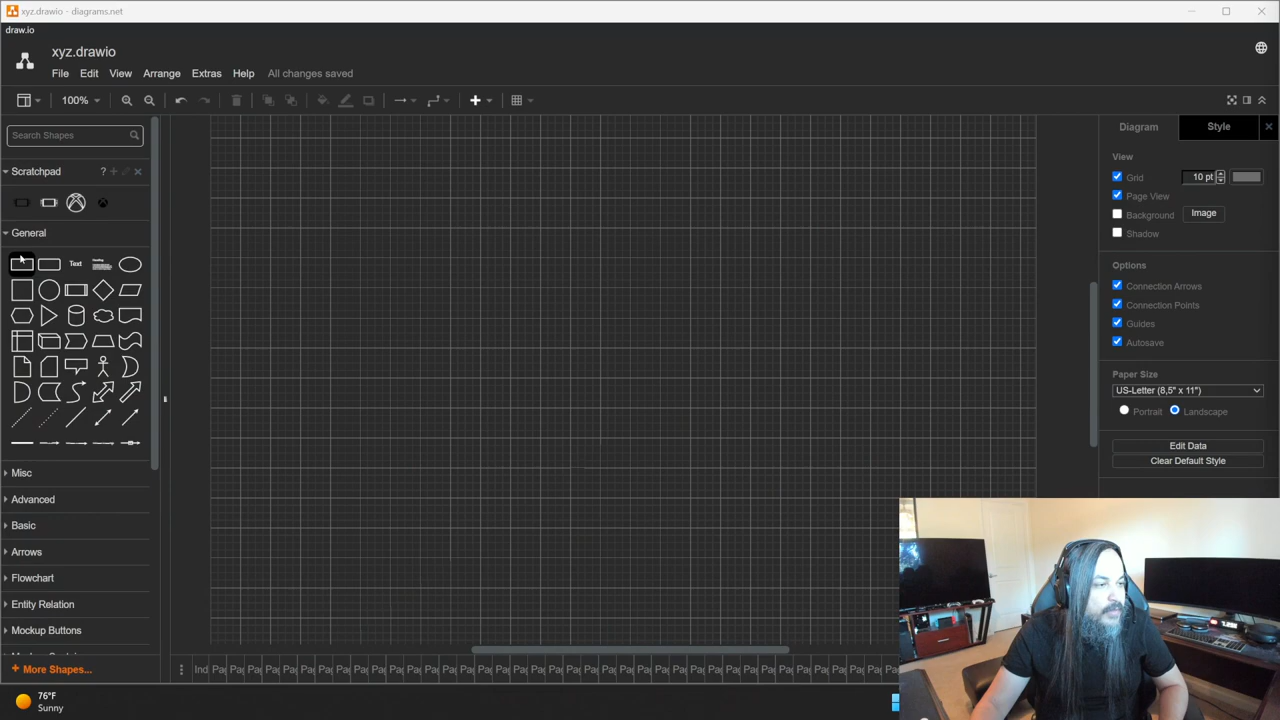 xyz.drawio - diagrams.net
draw.io
xyz.drawio
File Edit View Arrange Extras Help All changes saved
100%
Search Shapes
Scratchpad
?
General
Text
Heading
Misc
Advanced
Basic
Arrows
Flowchart
Entity Relation
Mockup Buttons
+ More Shapes...
Diagram Style
View
Grid 10 pt
Page View
Background Image
Shadow
Options
Connection Arrows
Connection Points
Guides
Autosave
Paper Size
US-Letter (8,5" x 11")
Portrait Landscape
Edit Data
Clear Default Style
76°F
Sunny